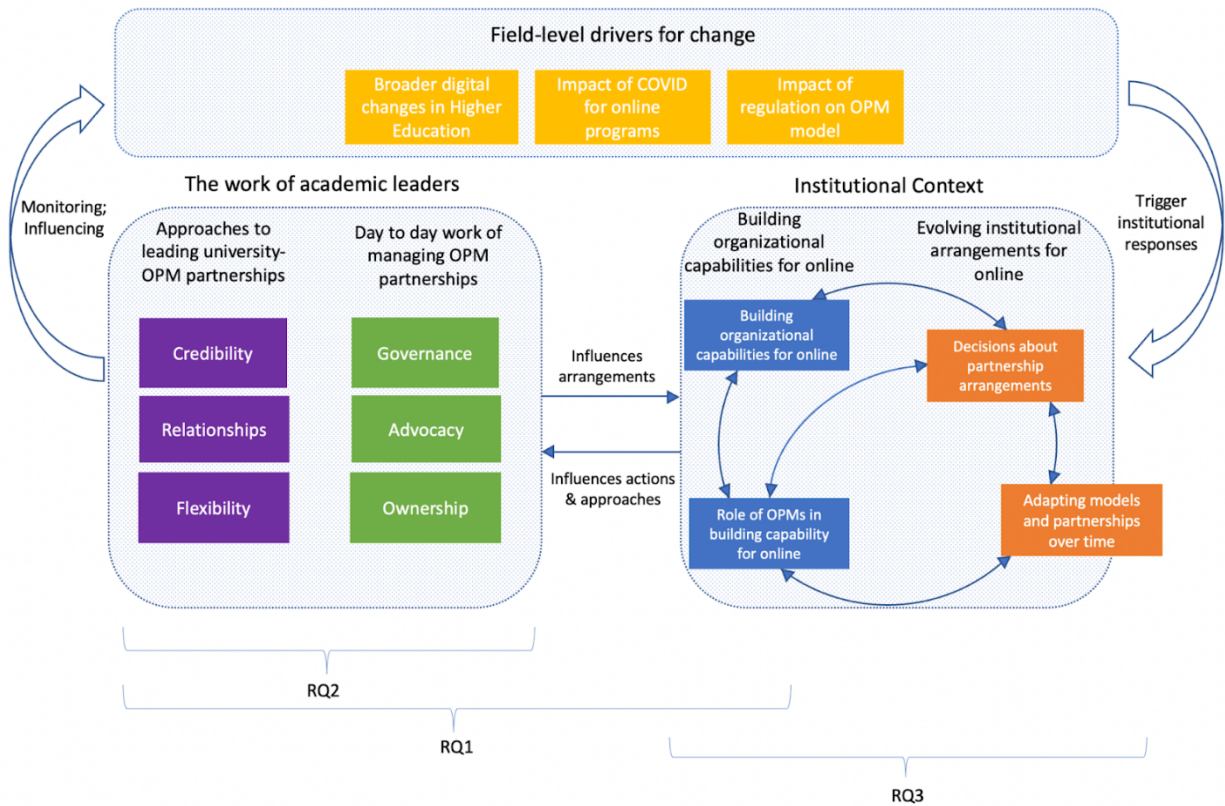 Field-level drivers for change
Broader digital
changes in Higher
Education
Impact of COVID
for online
programs
Impact of
regulation on OPM
model
The work of academic leaders
Institutional Context
Monitoring;
Influencing
Trigger
institutional
responses
Approaches to
leading university-
OPM partnerships
Day to day work of
managing OPM
partnerships
Credibility
Relationships
Flexibility
Governance
Advocacy
Ownership
Influences
arrangements
Influences actions
& approaches
Building
organizational
capabilities for online
Evolving institutional
arrangements for
online
Building
organizational
capabilities for online
Decisions about
partnership
arrangements
Role of OPMs in
building capability
for online
Adapting models
and partnerships
over time
RQ2
RQ1
RQ3